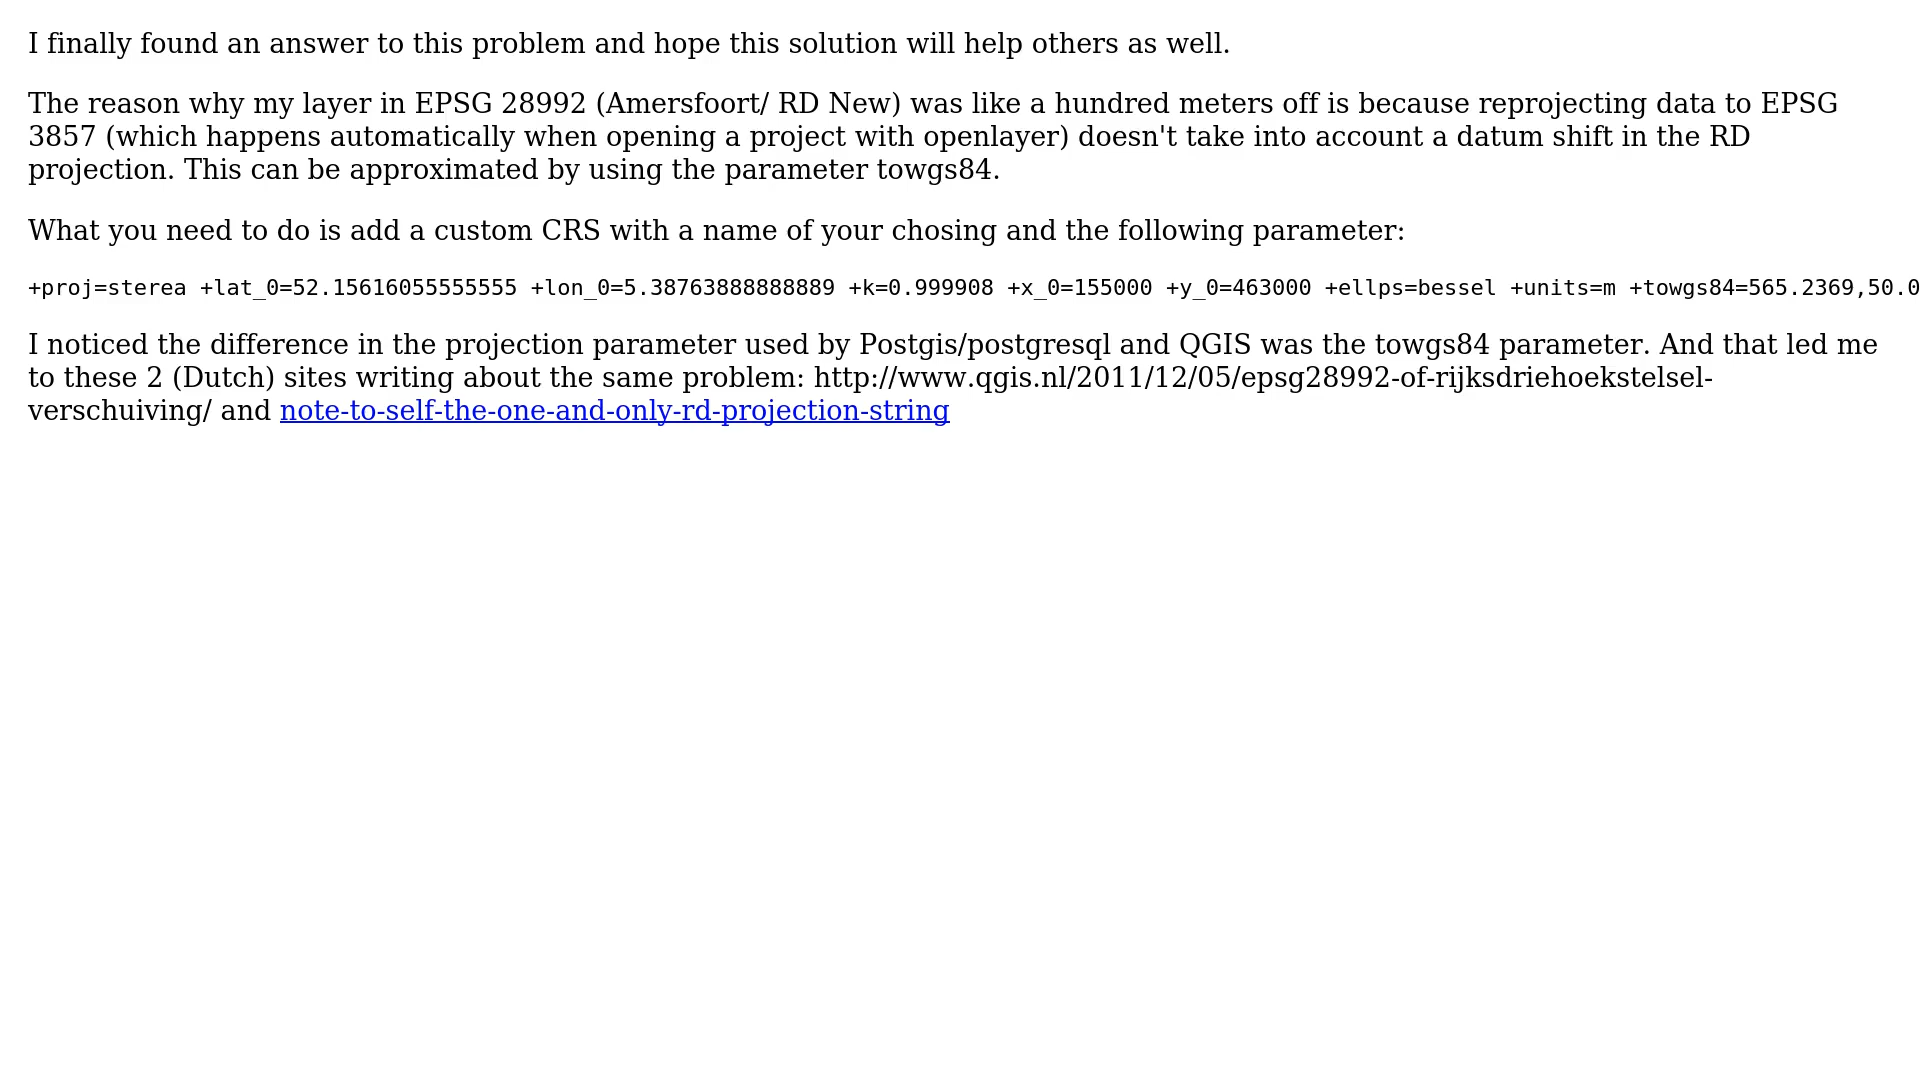 I finally found an answer to this problem and hope this solution will help others as well.
The reason why my layer in EPSG 28992 (Amersfoort/ RD New) was like a hundred meters off is because reprojecting data to EPSG
3857 (which happens automatically when opening a project with openlayer) doesn't take into account a datum shift in the RD
projection. This can be approximated by using the parameter towgs84.
What you need to do is add a custom CRS with a name of your chosing and the following parameter:
+proj=sterea +lat_0=52.15616055555555 +lon_0=5.38763888888889 +k=0.999908 +x_0=155000 +y_0=463000 +ellps=bessel +units=m +towgs84=565.2369,50.0
I noticed the difference in the projection parameter used by Postgis/postgresql and QGIS was the towgs84 parameter. And that led me
to these 2 (Dutch) sites writing about the same problem: http://www.qgis.nl/2011/12/05/epsg28992-of-rijksdriehoekstelsel-
verschuiving/ and note-to-self-the-one-and-only-rd-projection-string